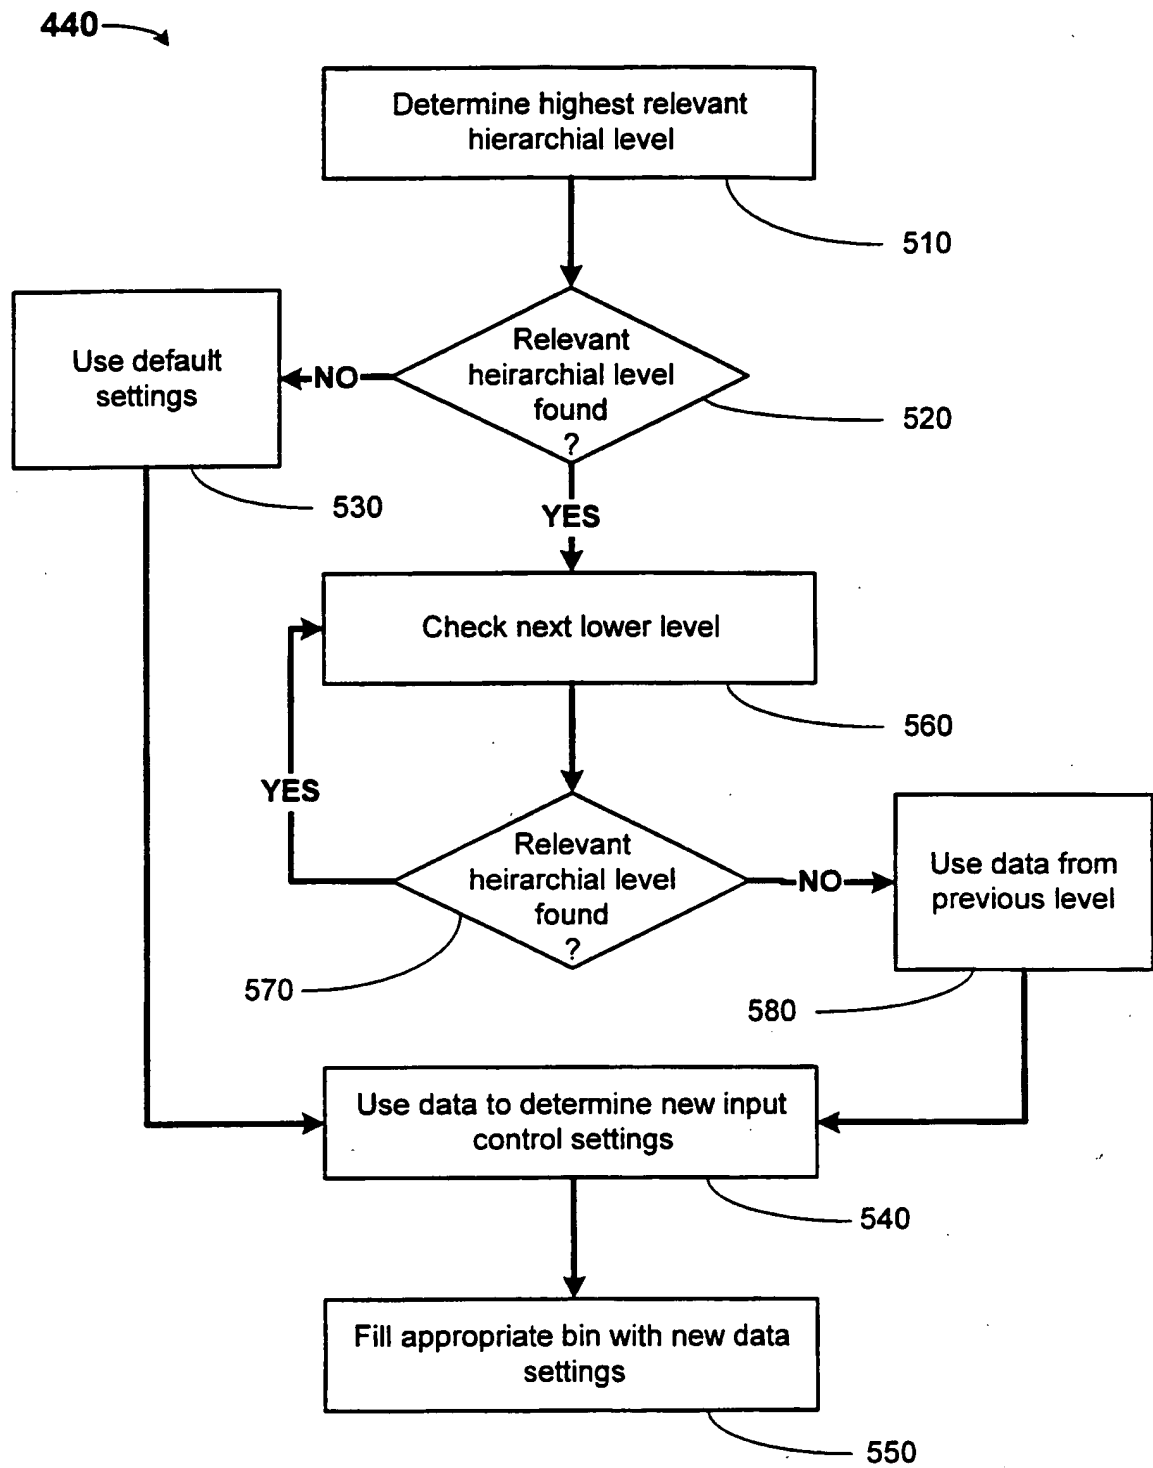 440
Determine highest relevant
hierarchial level
510
Relevant
heirarchial level
found
?
520
NO
Use default
settings
530
YES
Check next lower level
560
YES
Relevant
heirarchial level
found
?
570
NO
Use data from
previous level
580
Use data to determine new input
control settings
540
Fill appropriate bin with new data
settings
550